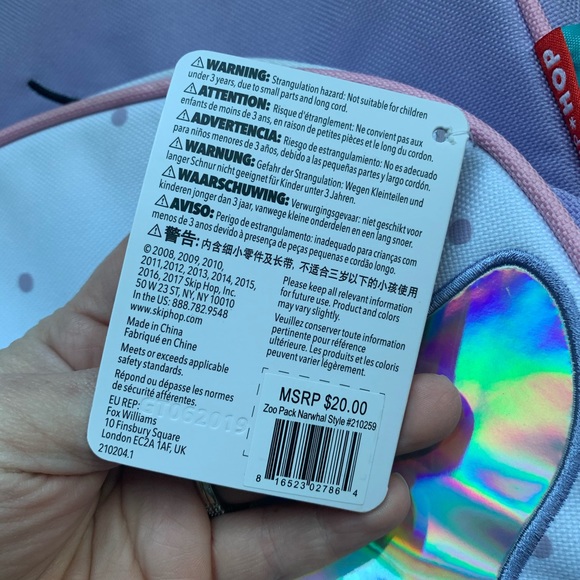 ⚠ WARNING: Strangulation hazard: Not suitable for children
under 3 years, due to small parts and long cord.
⚠ ATTENTION: Risque d'étranglement: Ne convient pas aux
enfants de moins de 3 ans, en raison de petites pièces et du long cordon.
⚠ ADVERTENCIA: Riesgo de estrangulamiento: No es adecuado
para niños menores de 3 años, debido a las pequeñas partes y largo cordón.
⚠ WARNUNG: Gefahr der Strangulation: Wegen Kleinteilen und
langer Schnur nicht geeignet für Kinder unter 3 Jahren.
⚠ WAARSCHUWING: Verwurgingsgevaar: niet geschikt voor
kinderen jonger dan 3 jaar, vanwege kleine onderdelen en een lang snoer.
⚠ AVISO: Perigo de estrangulamento: inadequado para crianças com
menos de 3 anos devido à presença de peças pequenas e cordão longo.
⚠ 警告: 内含细小零件及长带, 不适合三岁以下的小孩使用
© 2008, 2009, 2010,
2011, 2012, 2013, 2014, 2015,
2016, 2017 Skip Hop, Inc.
50 W 23 ST, NY, NY 10010
In the US: 888.782.9548
www.skiphop.com
Made in China
Fabriqué en Chine
Meets or exceeds applicable
safety standards.
Répond ou dépasse les normes
de sécurité afférentes.
EU REP:
Fox Williams
10 Finsbury Square
London EC2A 1AF, UK
210204.1
Please keep all relevant information
for future use. Product and colors
may vary slightly.
Veuillez conserver toute information
pertinente pour référence
ultérieure. Les produits et les coloris
peuvent varier légèrement.
MSRP $20.00
Zoo Pack Narwhal Style #210259
8 16523 02786 4
HOP